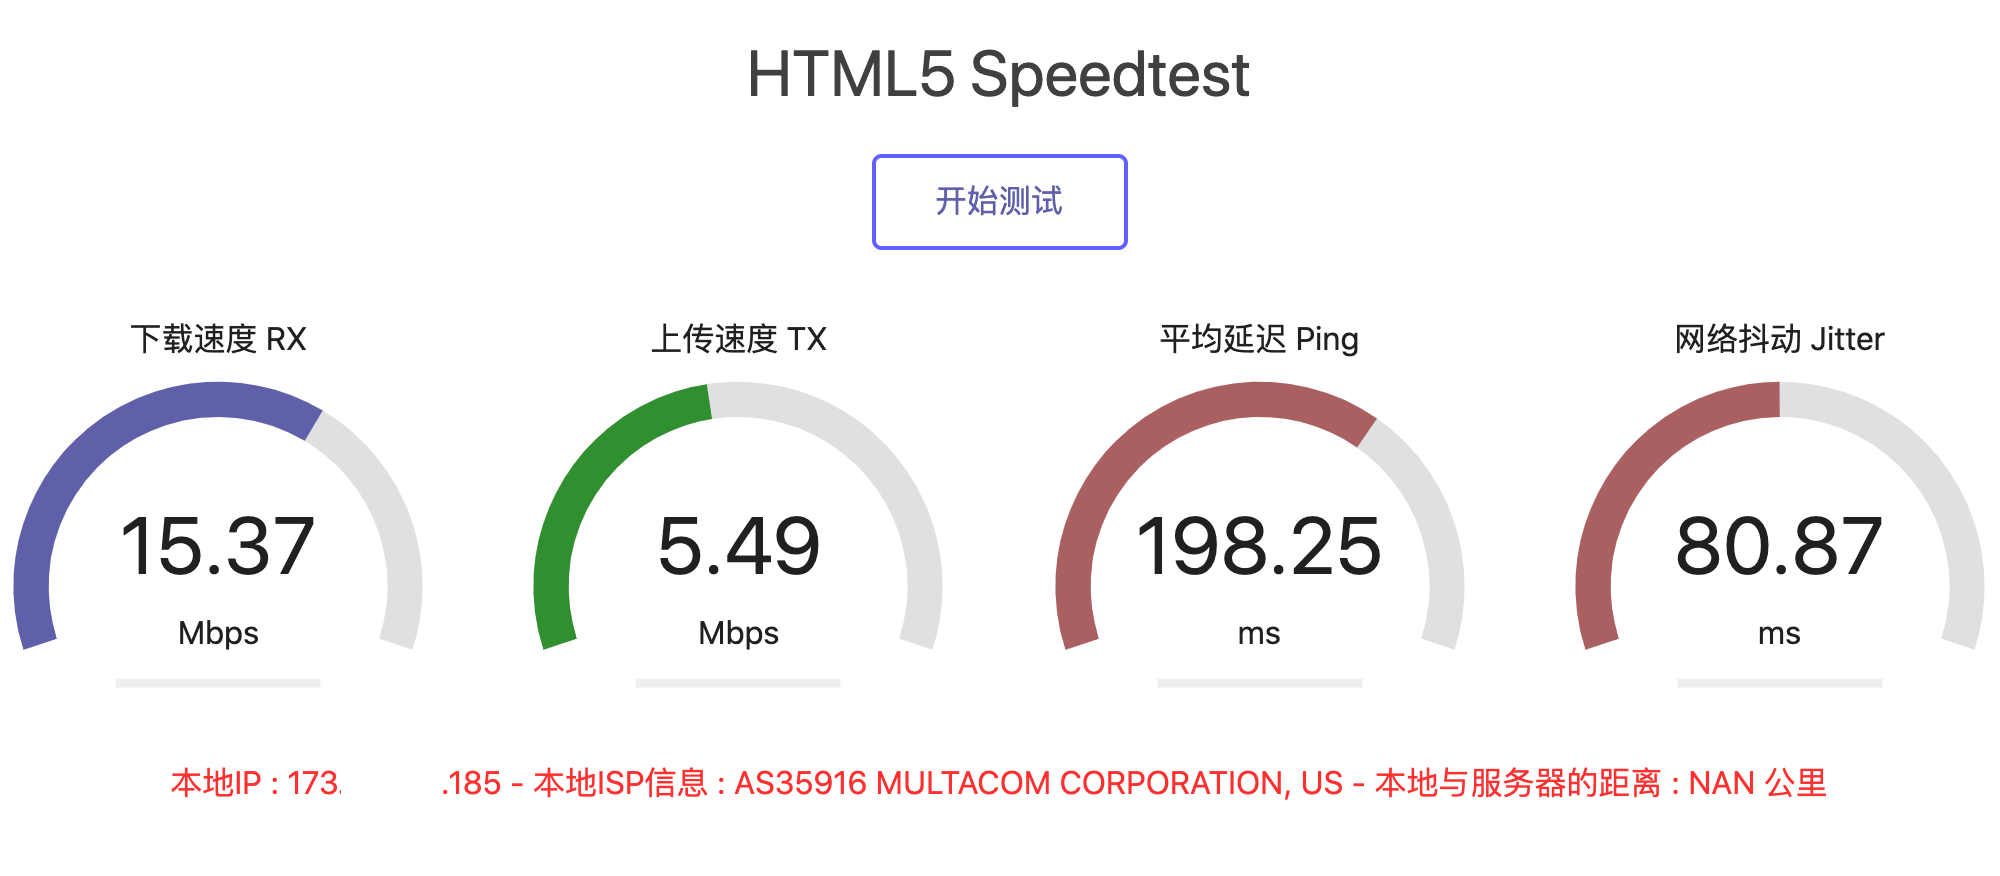 HTML5 Speedtest
开始测试
下载速度 RX
15.37
Mbps
上传速度 TX
5.49
Mbps
平均延迟 Ping
198.25
ms
网络抖动 Jitter
80.87
ms
本地IP : 173. .185 - 本地ISP信息 : AS35916 MULTACOM CORPORATION, US - 本地与服务器的距离 : NAN 公里